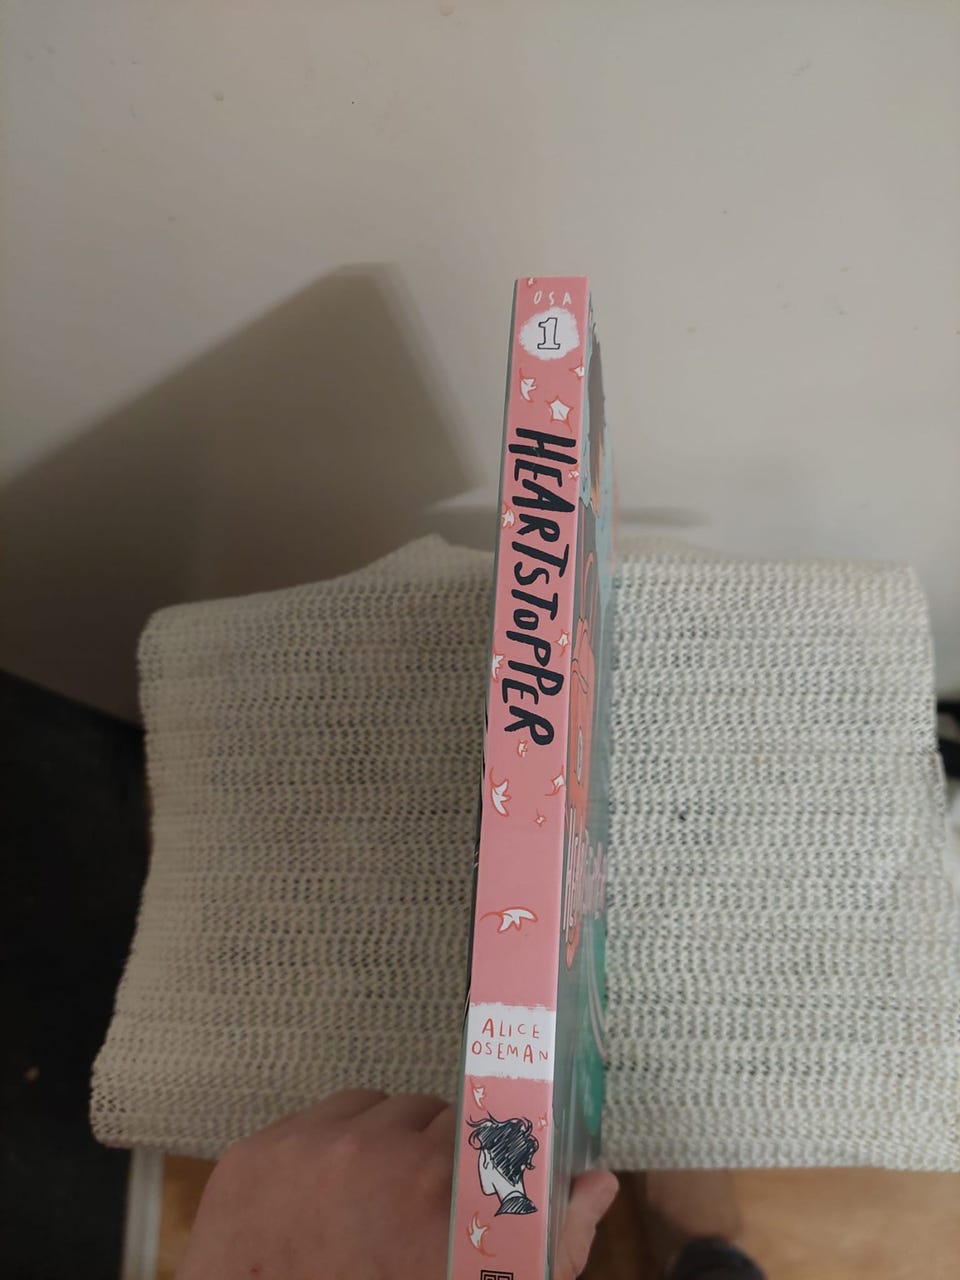 OSA
1
HEARTSTOPPER
ALICE
OSEMAN